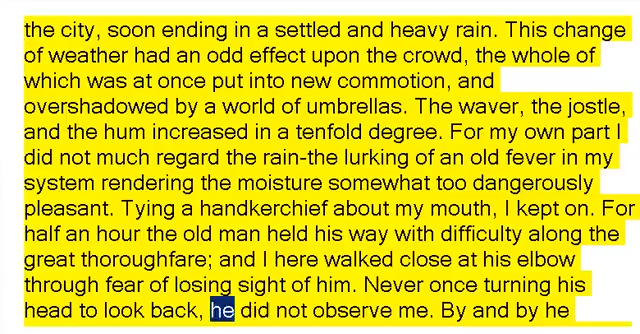 the city, soon ending in a settled and heavy rain. This change
of weather had an odd effect upon the crowd, the whole of
which was at once put into new commotion, and
overshadowed by a world of umbrellas. The waver, the jostle,
and the hum increased in a tenfold degree. For my own part I
did not much regard the rain-the lurking of an old fever in my
system rendering the moisture somewhat too dangerously
pleasant. Tying a handkerchief about my mouth, I kept on. For
half an hour the old man held his way with difficulty along the
great thoroughfare; and I here walked close at his elbow
through fear of losing sight of him. Never once turning his
head to look back, he did not observe me. By and by he